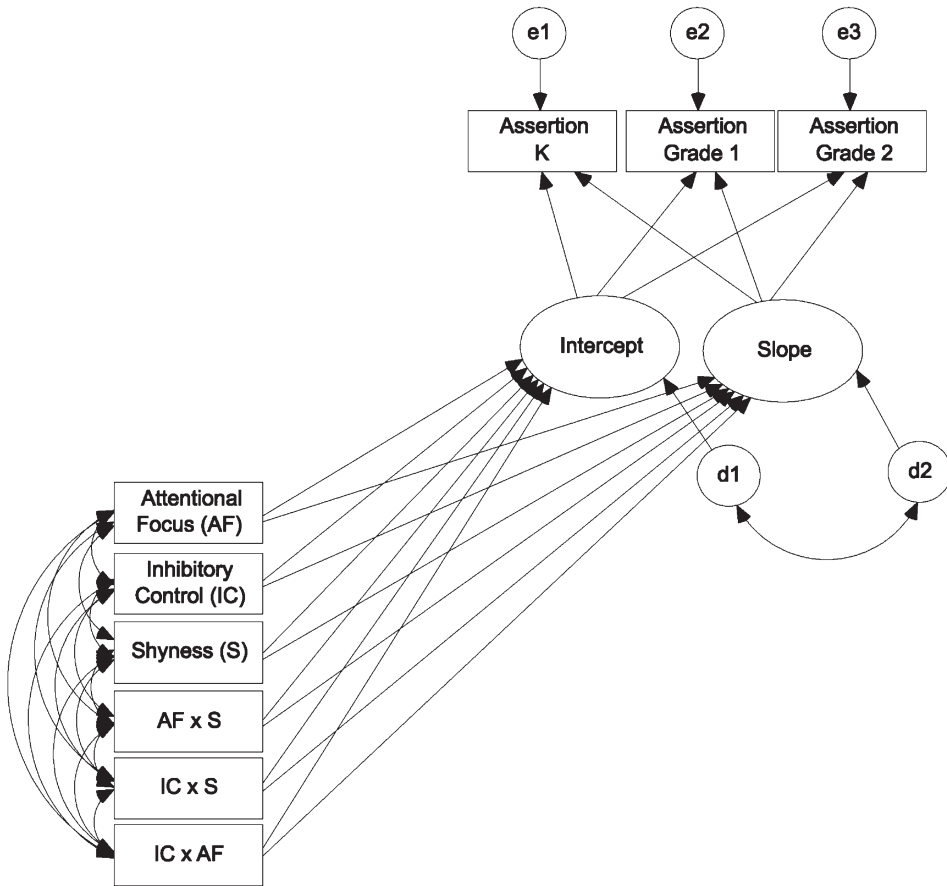 e1
e2
e3
Assertion
K
Assertion
Grade 1
Assertion
Grade 2
Intercept
Slope
d1
d2
Attentional
Focus (AF)
Inhibitory
Control (IC)
Shyness (S)
AF x S
IC x S
IC x AF